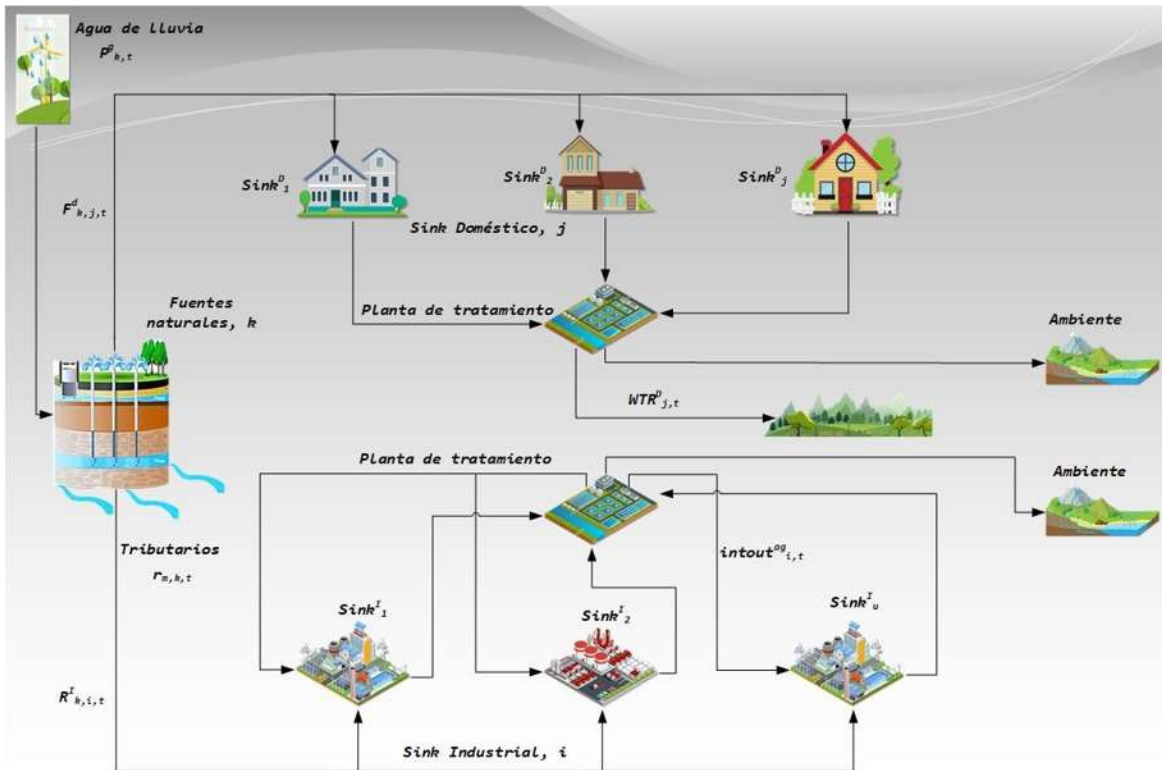 Agua de lluvia
P^g_{k,t}
Sink^D_1
Sink^D_2
Sink^D_j
F^d_{k,j,t}
Sink Doméstico, j
Fuentes
naturales, k
Planta de tratamiento
Ambiente
WTR^D_{j,t}
Planta de tratamiento
Ambiente
Tributarios
r_{m,k,t}
intout^{ag}_{i,t}
Sink^I_1
Sink^I_2
Sink^I_u
R^I_{k,i,t}
Sink Industrial, i